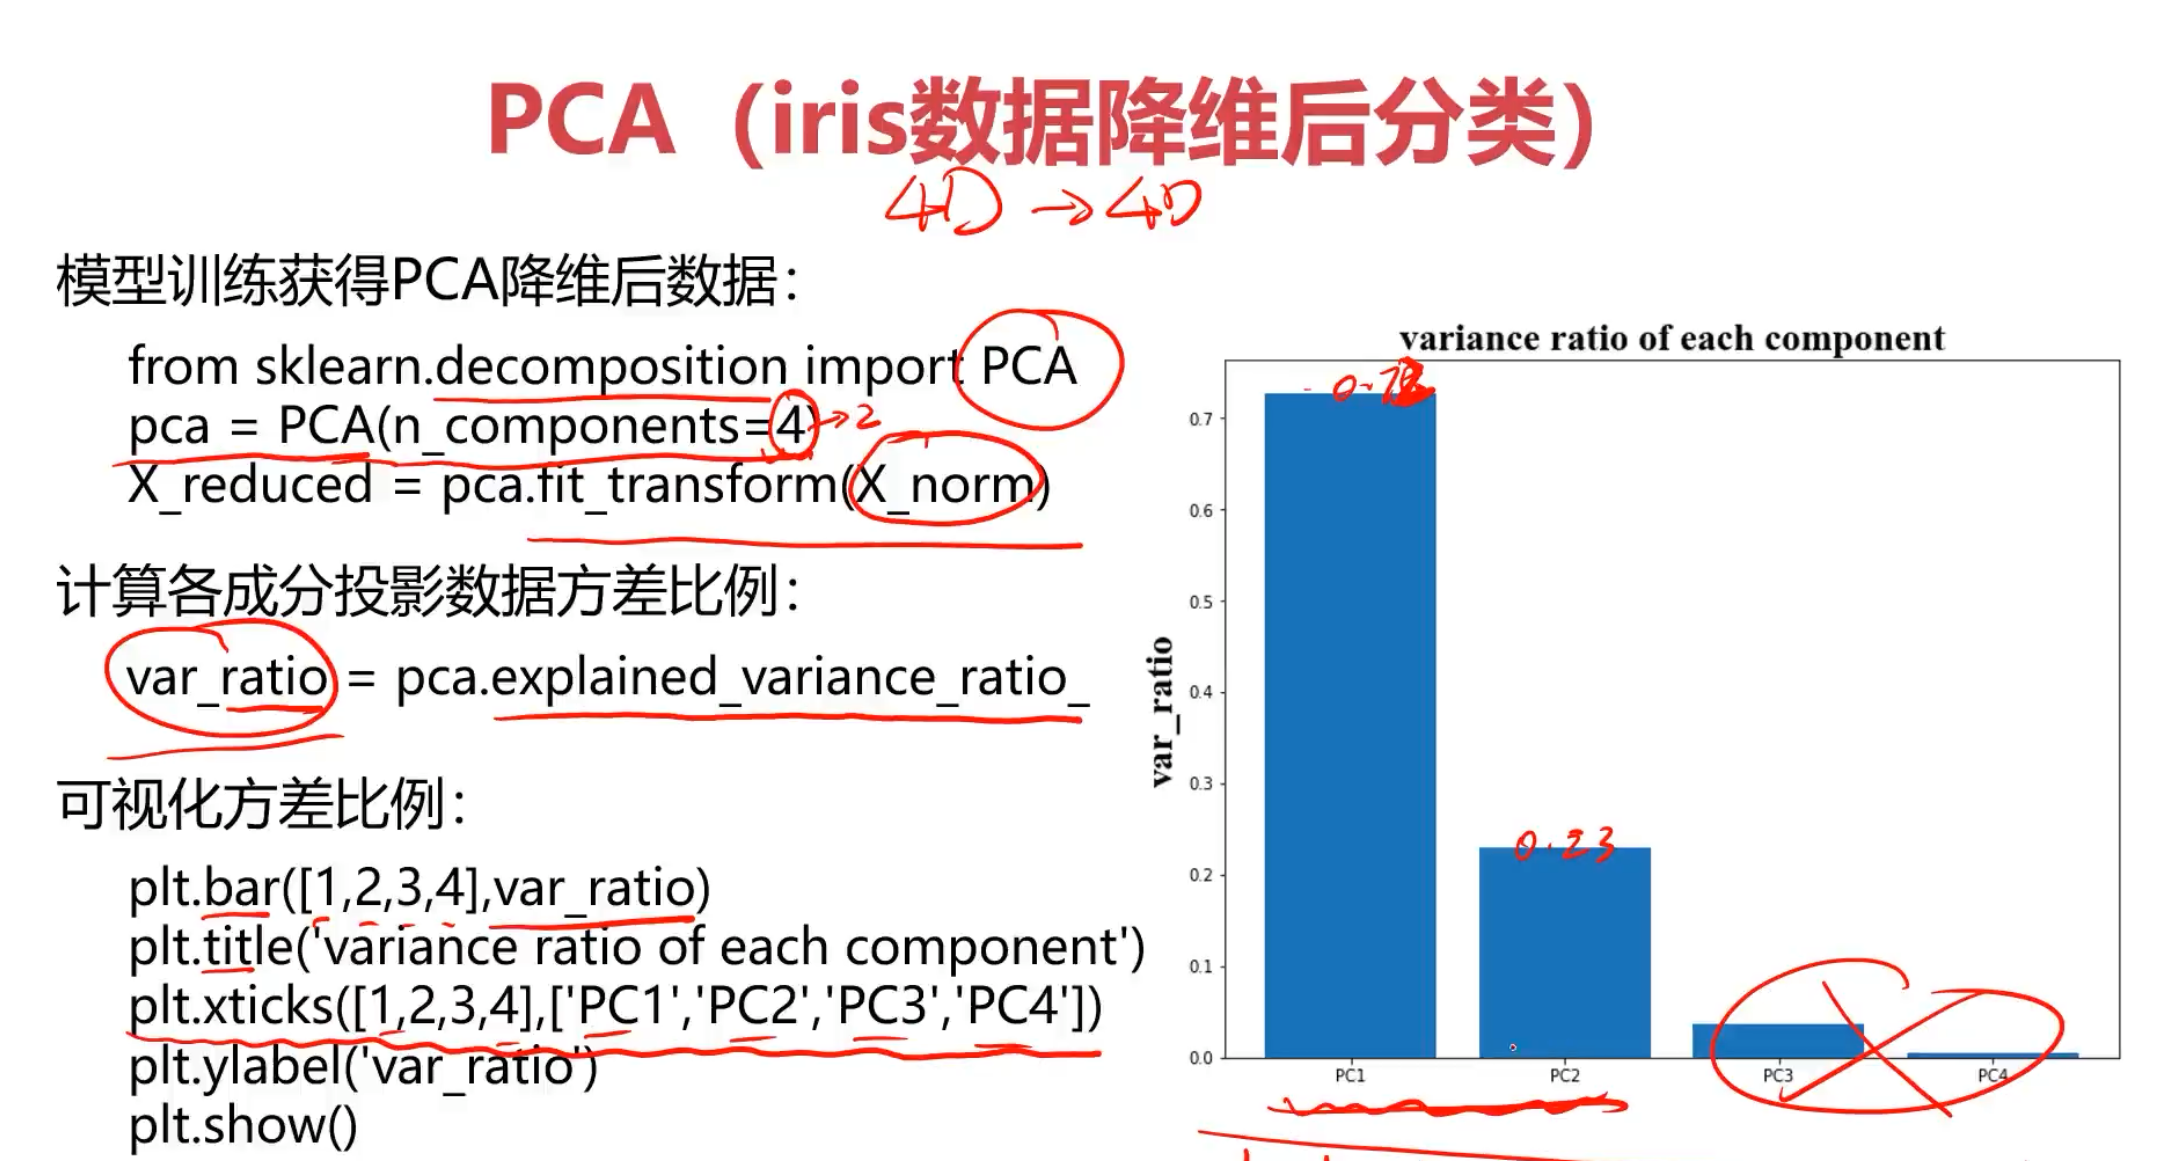 PCA（iris数据降维后分类）
4D → 4D
模型训练获得PCA降维后数据：
from sklearn.decomposition import PCA
pca = PCA(n_components=4) → 2
X_reduced = pca.fit_transform(X_norm)
计算各成分投影数据方差比例：
var_ratio = pca.explained_variance_ratio_
可视化方差比例：
plt.bar([1,2,3,4],var_ratio)
plt.title('variance ratio of each component')
plt.xticks([1,2,3,4],['PC1','PC2','PC3','PC4'])
plt.ylabel('var_ratio')
plt.show()
variance ratio of each component
var_ratio
0.7
0.6
0.5
0.4
0.3
0.2
0.1
0.0
0.23
PC1 PC2 PC3 PC4